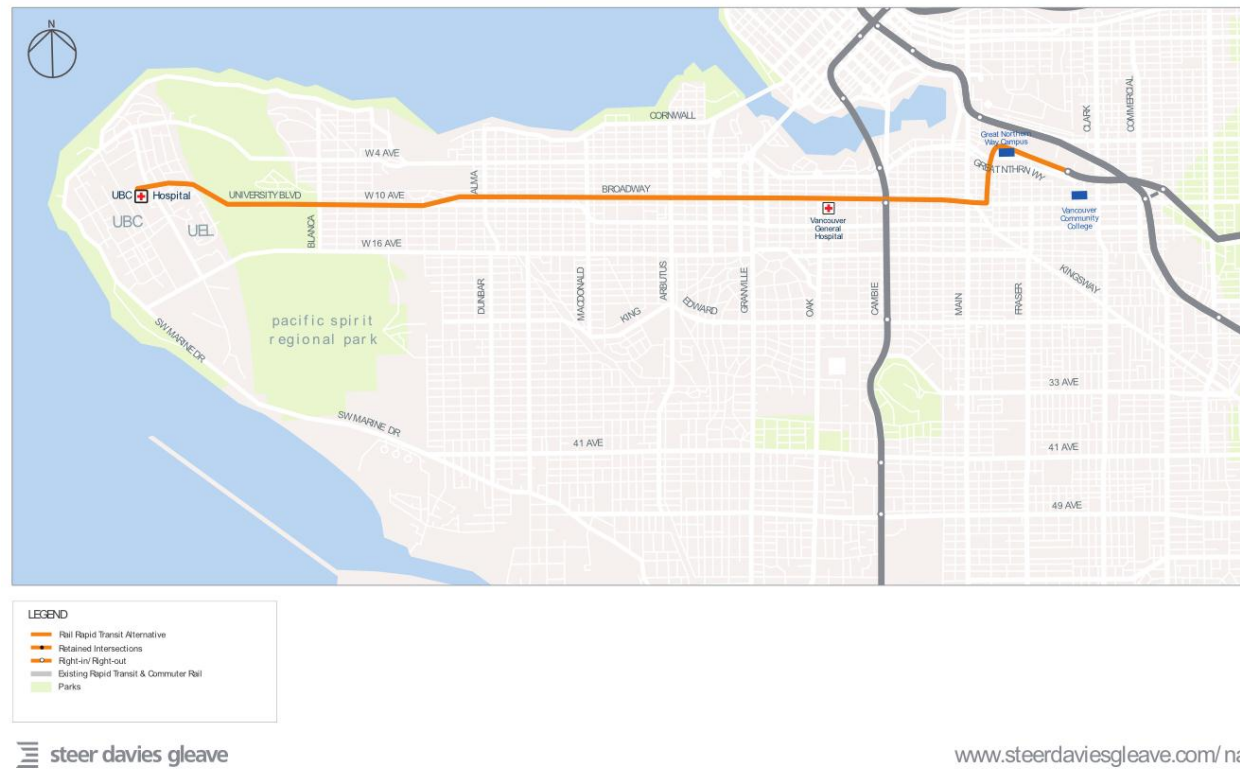 N
CORNWALL
CLARK
COMMERCIAL
Great Northern
Way Campus
W 4 AVE
GREAT NTHRN WY
ALMA
UBC Hospital
UNIVERSITY BLVD
W 10 AVE
BROADWAY
UBC
UEL
BLANCA
W 16 AVE
Vancouver
General
Hospital
Vancouver
Community
College
DUNBAR
MACDONALD
KING
ARBUTUS
EDWARD
GRANVILLE
OAK
CAMBIE
MAIN
FRASER
KINGSWAY
pacific spirit
regional park
SW MARINE DR
33 AVE
SW MARINE DR
41 AVE
41 AVE
49 AVE
LEGEND
Rail Rapid Transit Alternative
Retained Intersections
Right-in/ Right-out
Existing Rapid Transit & Commuter Rail
Parks
steer davies gleave
www.steerdaviesgleave.com/ na